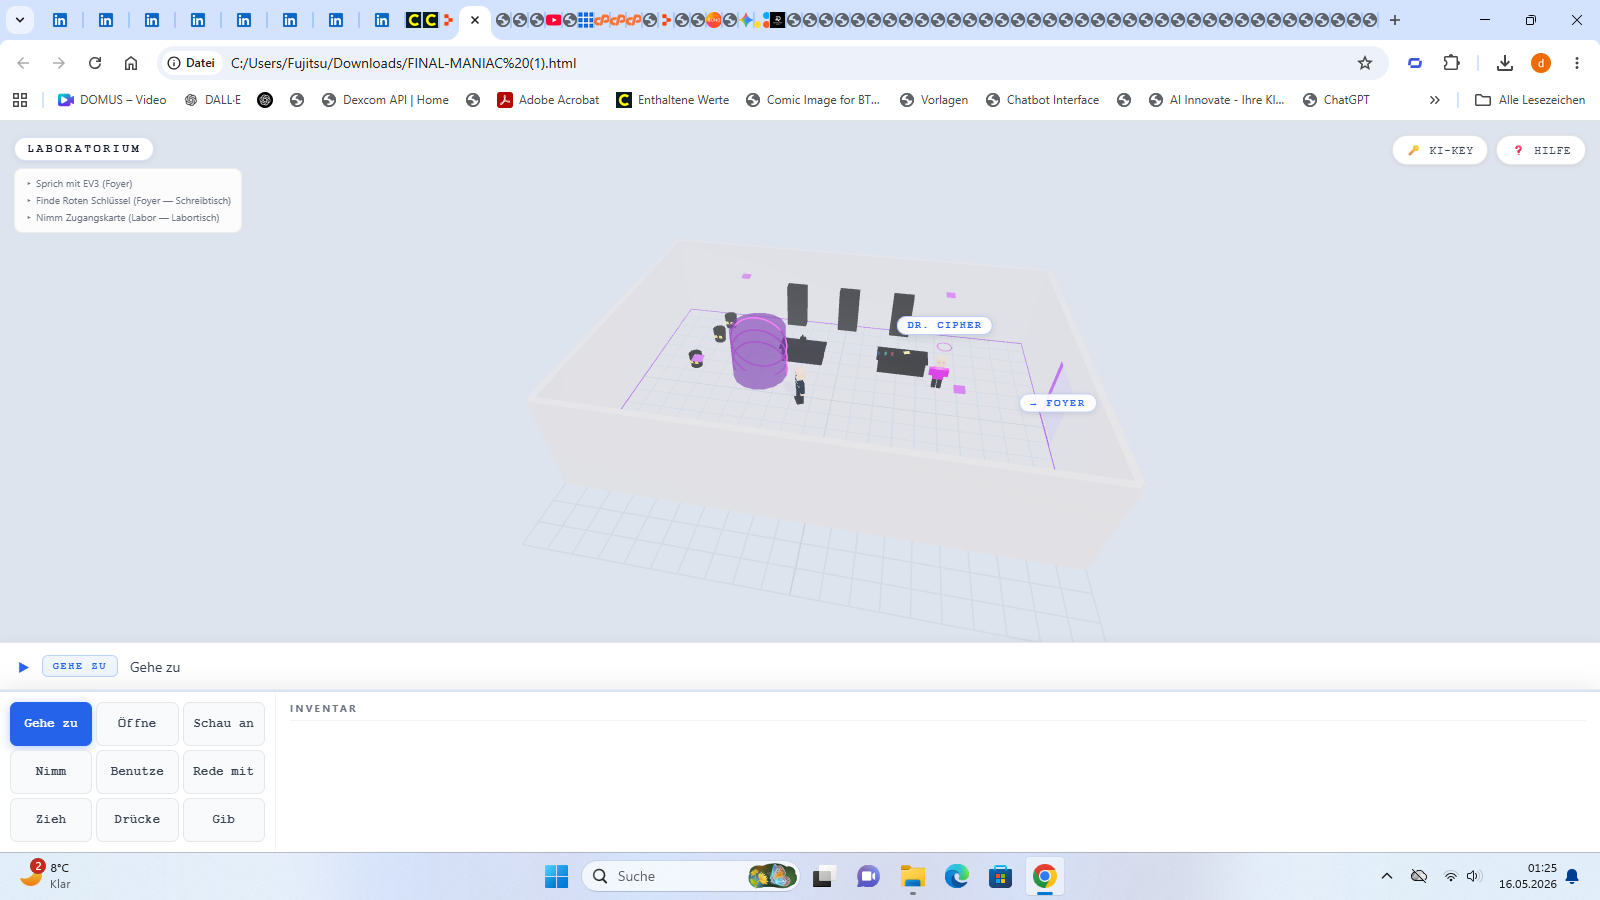 Datei
C:/Users/Fujitsu/Downloads/FINAL-MANIAC%20(1).html
d
DOMUS – Video
DALL·E
Dexcom API | Home
Adobe Acrobat
Enthaltene Werte
Comic Image for BT...
Vorlagen
Chatbot Interface
AI Innovate - Ihre KI...
ChatGPT
Alle Lesezeichen
LABORATORIUM
KI-KEY
HILFE
Sprich mit EV3 (Foyer)
Finde Roten Schlüssel (Foyer — Schreibtisch)
Nimm Zugangskarte (Labor — Labortisch)
DR. CIPHER
→ FOYER
GEHE ZU
Gehe zu
Gehe zu
Öffne
Schau an
INVENTAR
Nimm
Benutze
Rede mit
Zieh
Drücke
Gib
2
8°C
Klar
Suche
01:25
16.05.2026